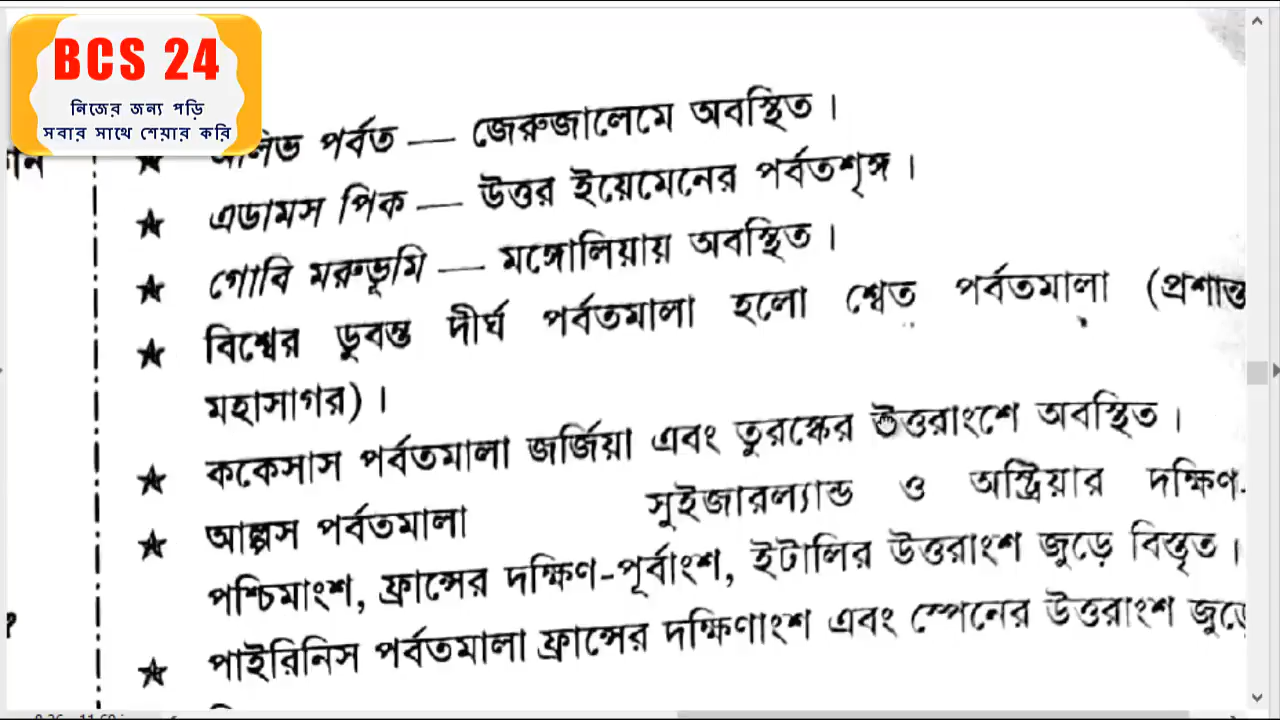 BCS 24
নিজের জন্য পড়ি
সবার সাথে শেয়ার করি
পর্বত — জেরুজালেমে অবস্থিত।
★ এডামস পিক — উত্তর ইয়েমেনের পর্বতশৃঙ্গ।
★ গোবি মরুভূমি — মঙ্গোলিয়ায় অবস্থিত।
★ বিশ্বের ডুবন্ত দীর্ঘ পর্বতমালা হলো শ্বেত পর্বতমালা (প্রশান্ত
মহাসাগর)।
★ ককেসাস পর্বতমালা জর্জিয়া এবং তুরস্কের উত্তরাংশে অবস্থিত।
★ আল্পস পর্বতমালা সুইজারল্যান্ড ও অস্ট্রিয়ার দক্ষিণ-
পশ্চিমাংশ, ফ্রান্সের দক্ষিণ-পূর্বাংশ, ইটালির উত্তরাংশ জুড়ে বিস্তৃত।
★ পাইরিনিস পর্বতমালা ফ্রান্সের দক্ষিণাংশ এবং স্পেনের উত্তরাংশ জুড়ে